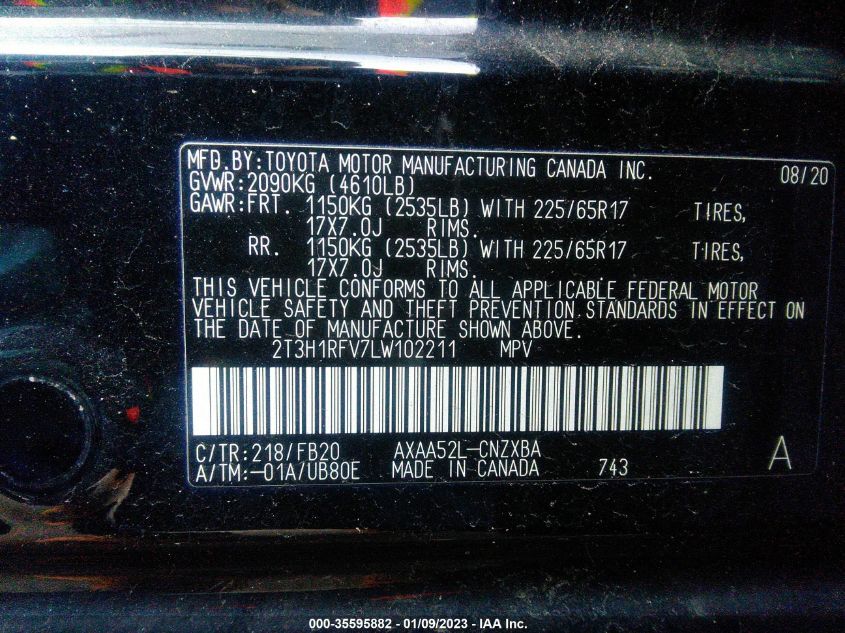 MFD.BY:TOYOTA MOTOR MANUFACTURING CANADA INC. 08/20
GVWR:2090KG (4610LB)
GAWR:FRT. 1150KG (2535LB) WITH 225/65R17 TIRES,
17X7.0J RIMS.
RR. 1150KG (2535LB) WITH 225/65R17 TIRES,
17X7.0J RIMS.
THIS VEHICLE CONFORMS TO ALL APPLICABLE FEDERAL MOTOR
VEHICLE SAFETY AND THEFT PREVENTION STANDARDS IN EFFECT ON
THE DATE OF MANUFACTURE SHOWN ABOVE.
2T3H1RFV7LW102211 MPV
C/TR:218/FB20 AXAA52L-CNZXBA
A/TM:-01A/UB80E MADE IN CANADA 743 A
000-35595882 - 01/09/2023 - IAA Inc.